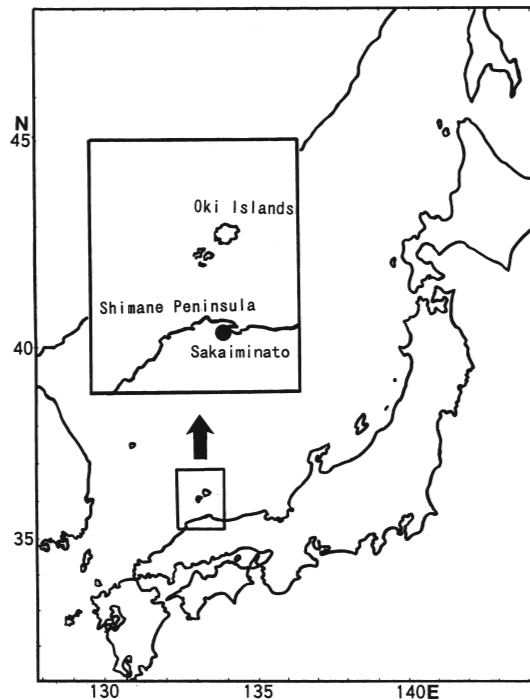 N
45
Oki Islands
Shimane Peninsula
40
Sakaiminato
35
130
135
140E